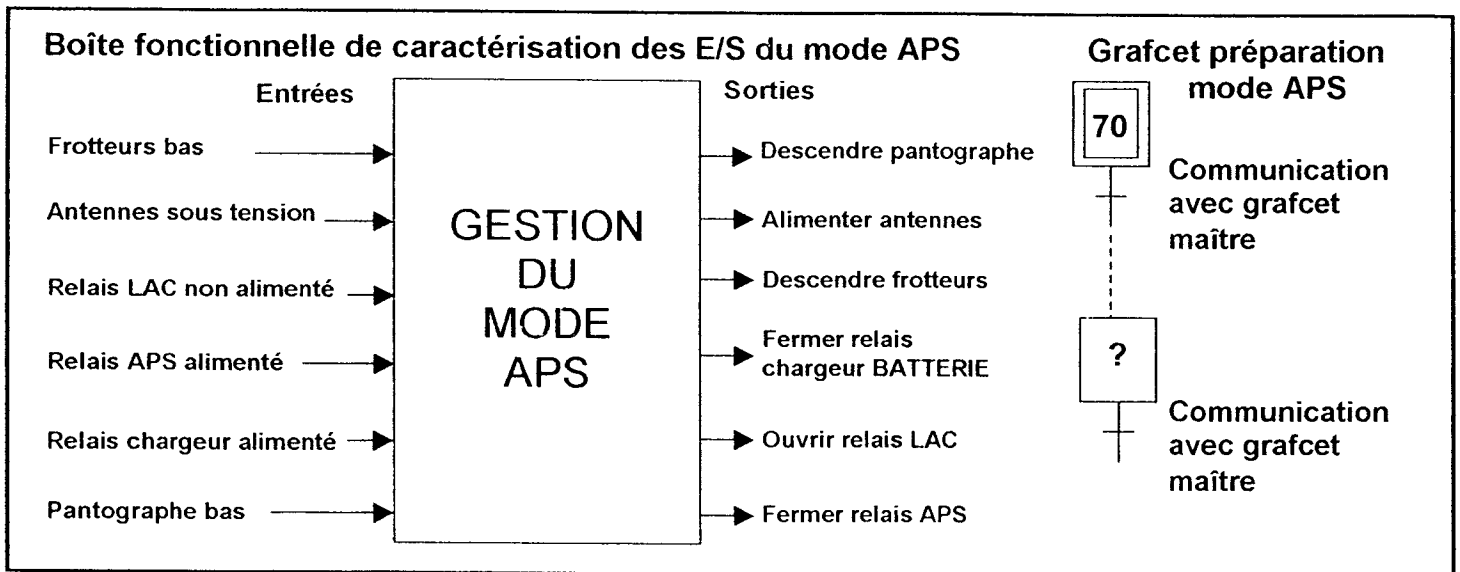 Boîte fonctionnelle de caractérisation des E/S du mode APS
Entrées
Frotteurs bas
Antennes sous tension
Relais LAC non alimenté
Relais APS alimenté
Relais chargeur alimenté
Pantographe bas
GESTION
DU
MODE
APS
Sorties
Descendre pantographe
Alimenter antennes
Descendre frotteurs
Fermer relais
chargeur BATTERIE
Ouvrir relais LAC
Fermer relais APS
Grafcet préparation
mode APS
70
Communication
avec grafcet
maître
?
Communication
avec grafcet
maître